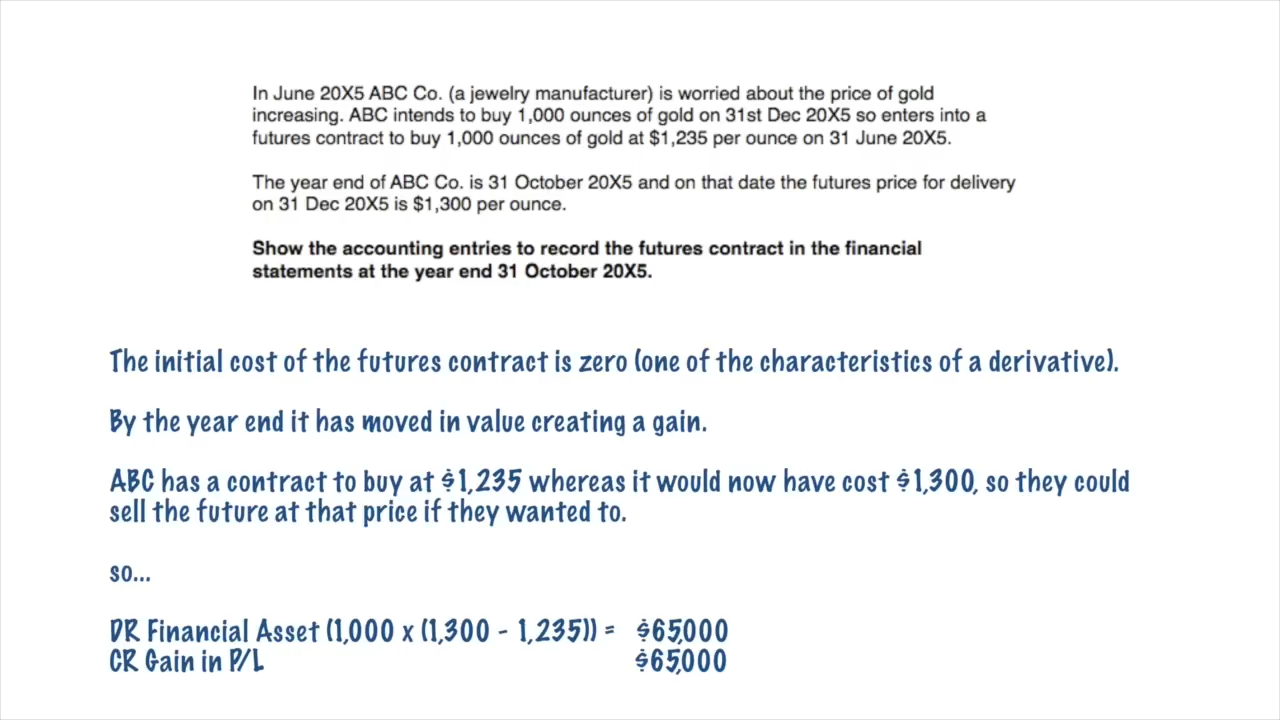 In June 20X5 ABC Co. (a jewelry manufacturer) is worried about the price of gold
increasing. ABC intends to buy 1,000 ounces of gold on 31st Dec 20X5 so enters into a
futures contract to buy 1,000 ounces of gold at $1,235 per ounce on 31 June 20X5.
The year end of ABC Co. is 31 October 20X5 and on that date the futures price for delivery
on 31 Dec 20X5 is $1,300 per ounce.
Show the accounting entries to record the futures contract in the financial
statements at the year end 31 October 20X5.
The initial cost of the futures contract is zero (one of the characteristics of a derivative).
By the year end it has moved in value creating a gain.
ABC has a contract to buy at $1,235 whereas it would now have cost $1,300, so they could
sell the future at that price if they wanted to.
so...
DR Financial Asset (1,000 x (1,300 - 1,235)) = $65,000
CR Gain in P/L $65,000